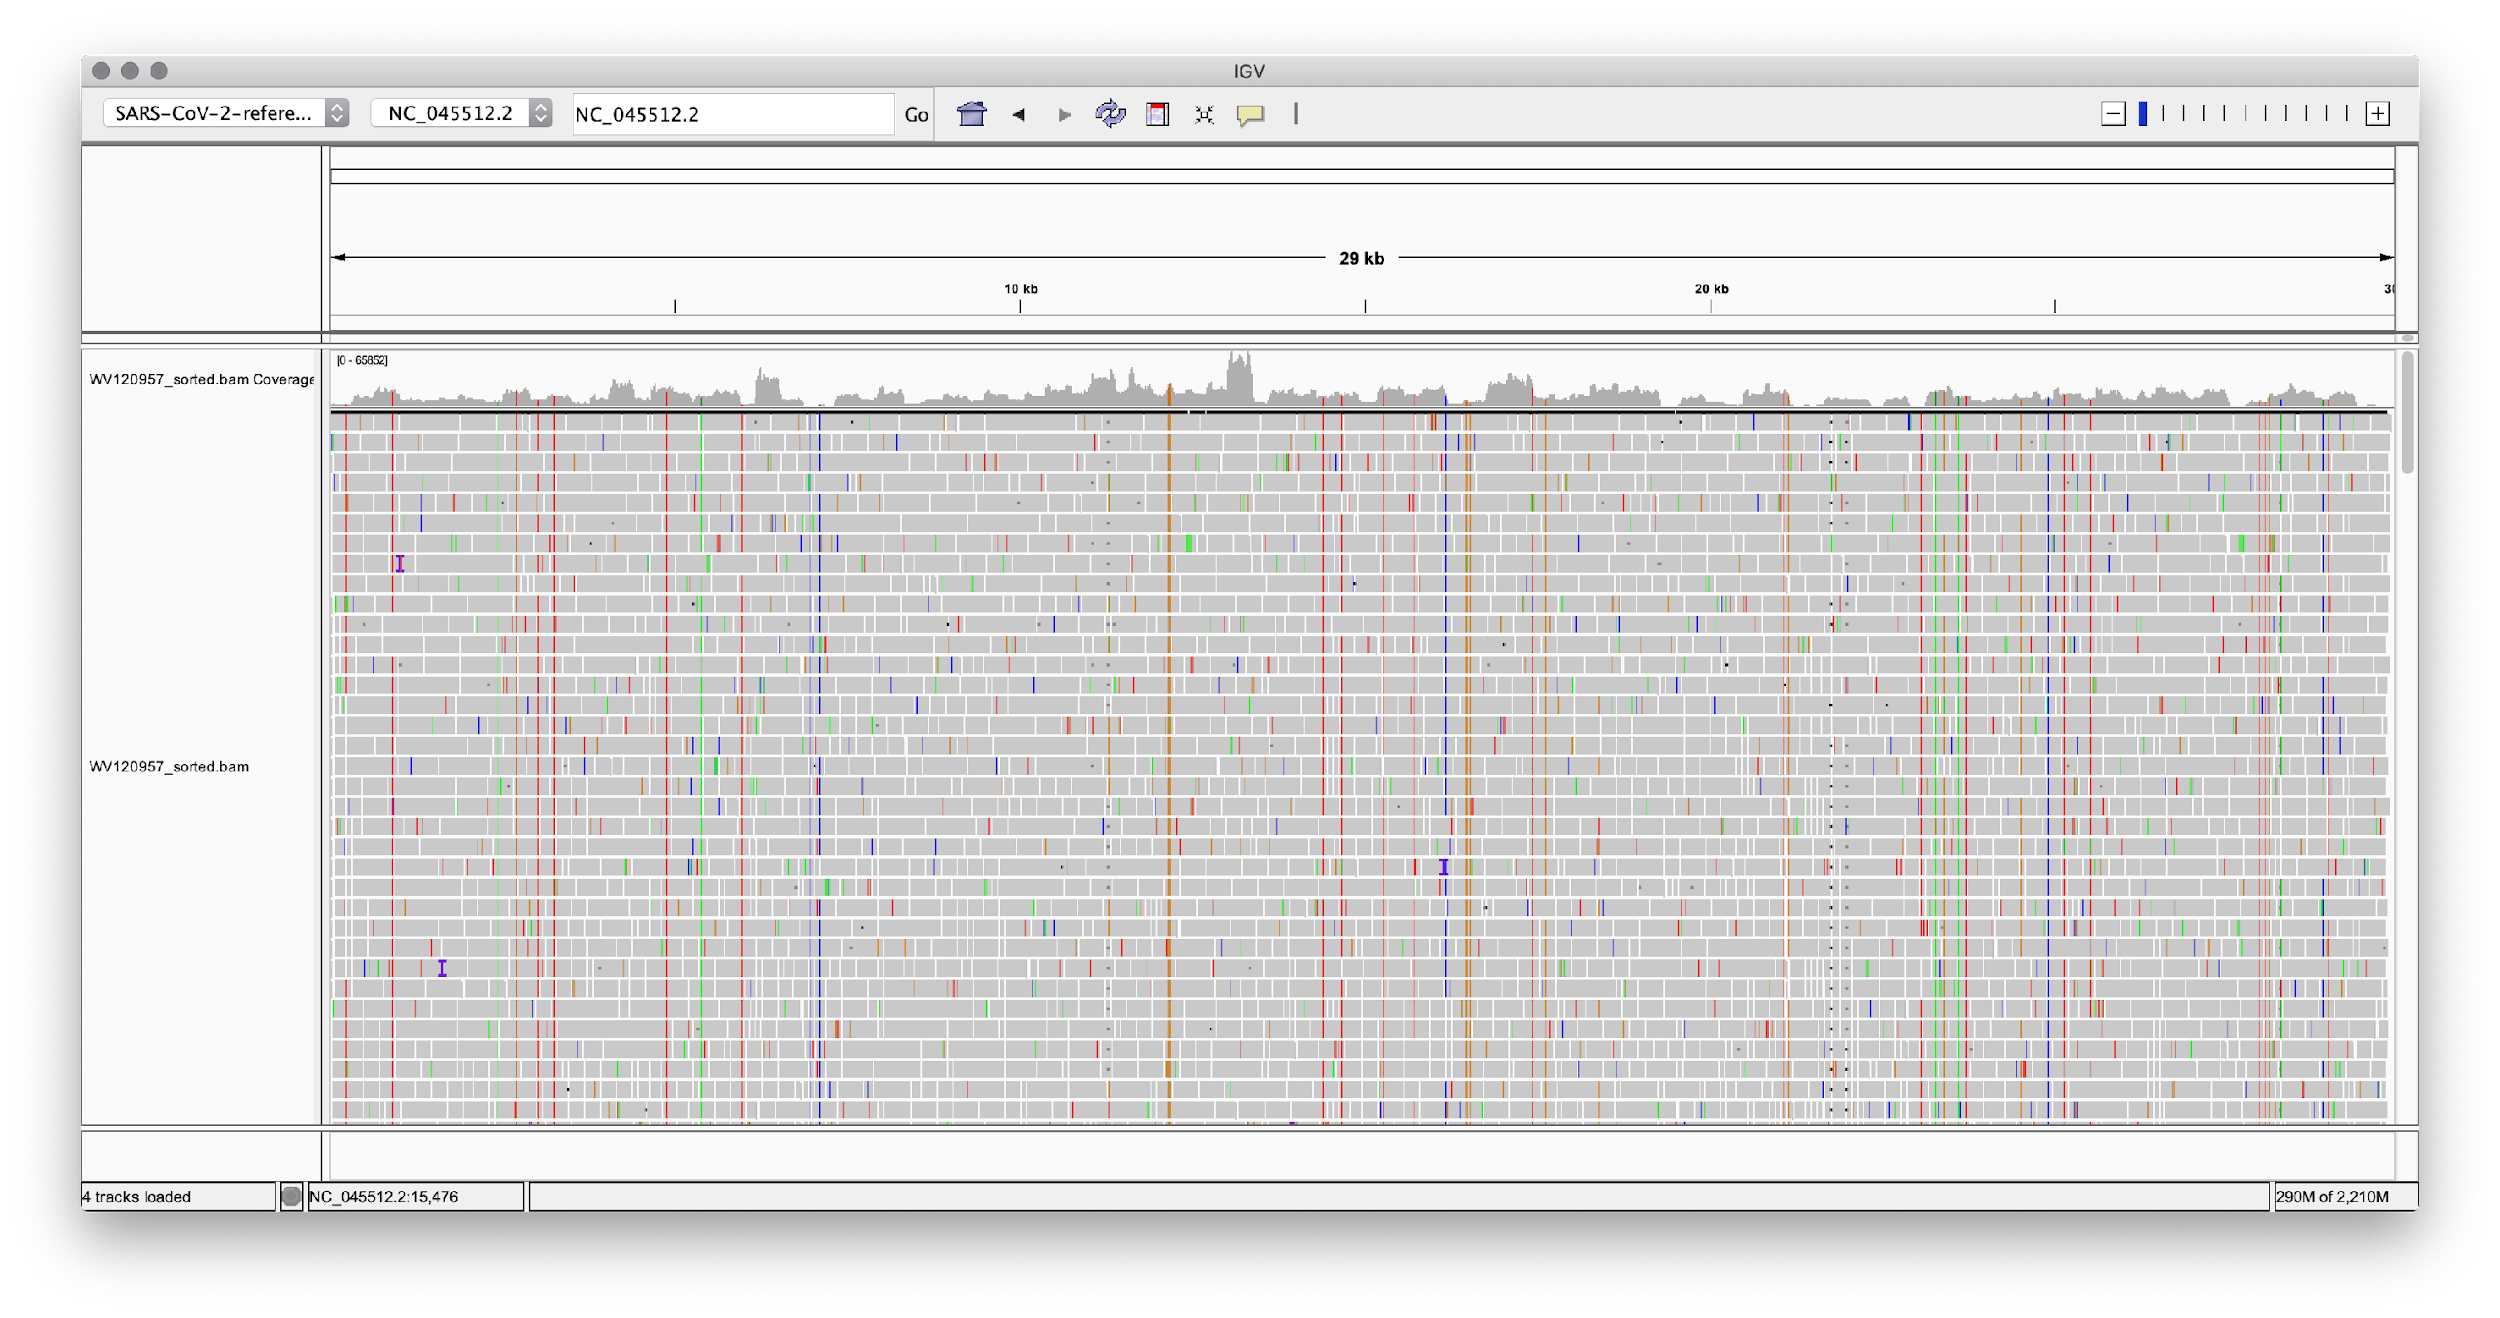 IGV
SARS-CoV-2-refere... NC_045512.2 NC_045512.2 Go
29 kb
10 kb 20 kb 30
[0 - 65852]
WV120957_sorted.bam Coverage
WV120957_sorted.bam
4 tracks loaded NC_045512.2:15,476 290M of 2,210M